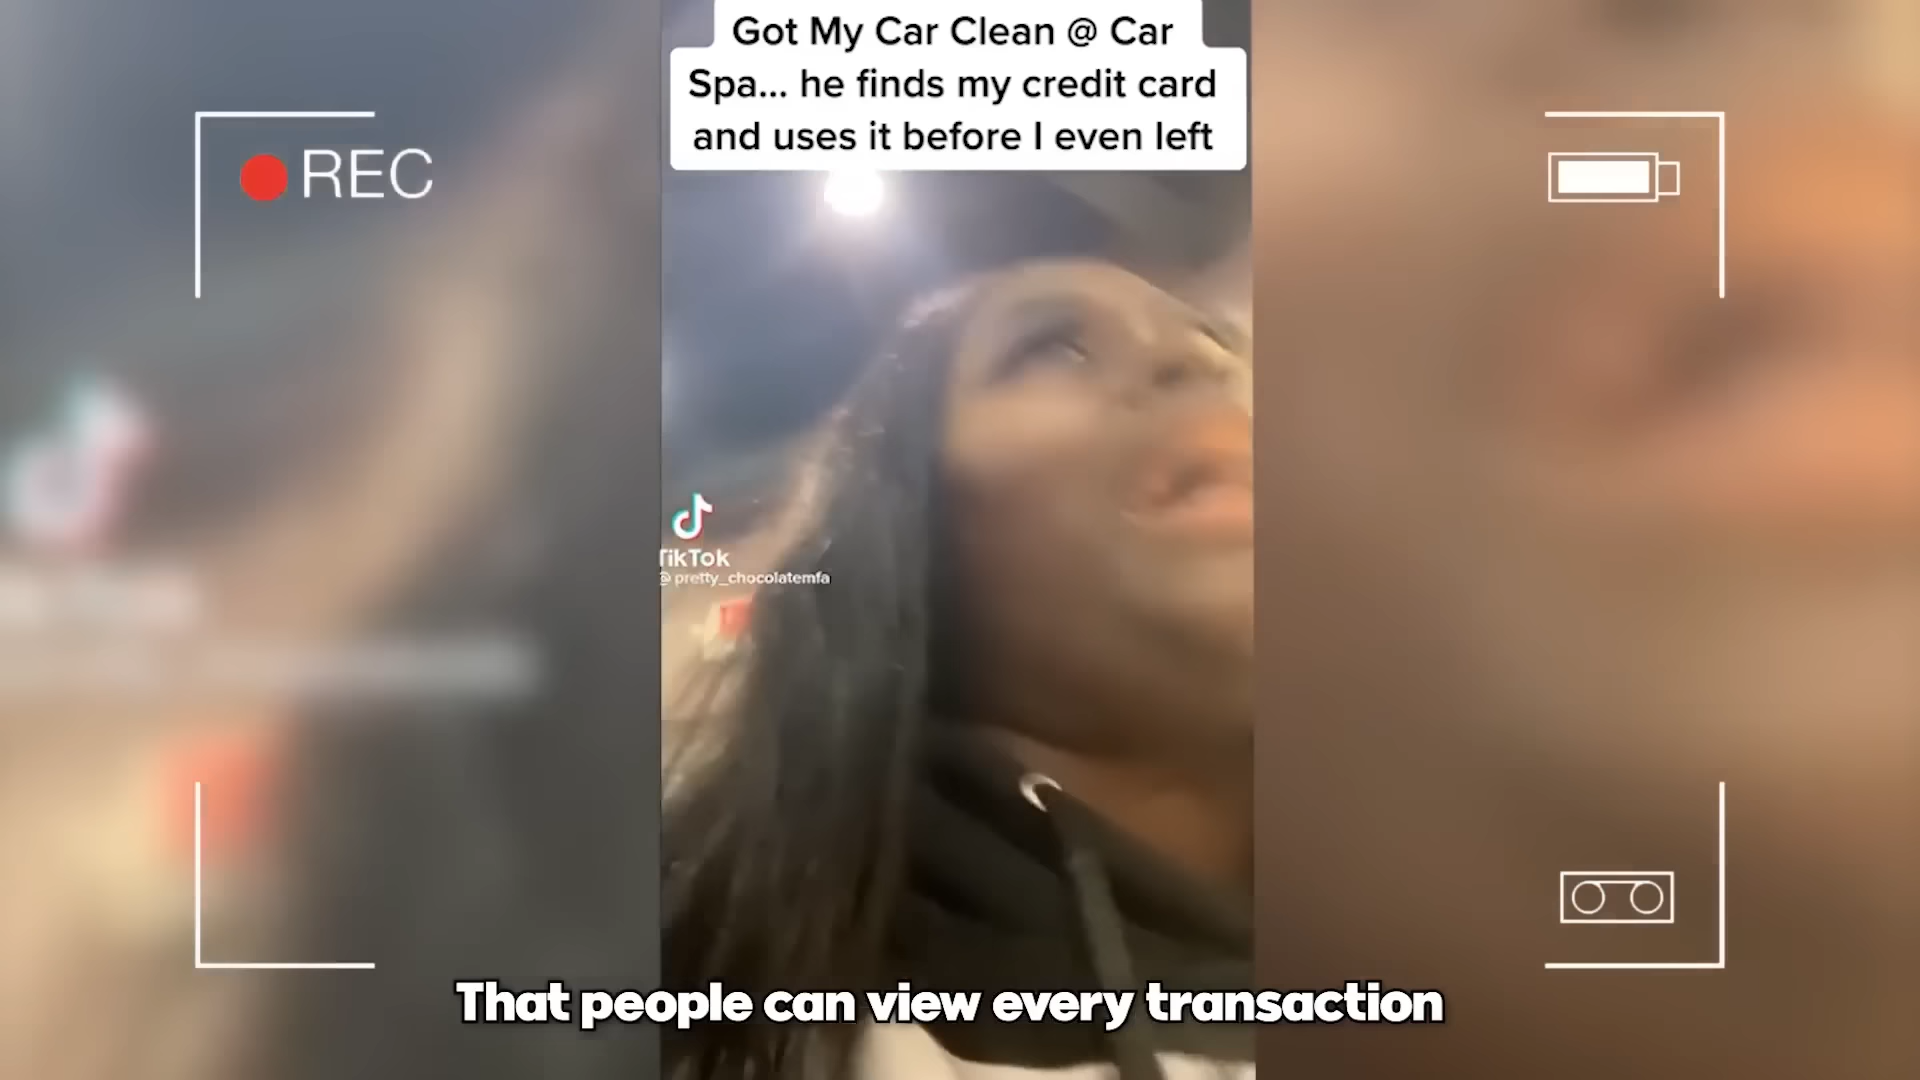 Got My Car Clean @ Car
Spa... he finds my credit card
and uses it before I even left
REC
TikTok
@ pretty_chocolatemfa
That people can view every transaction